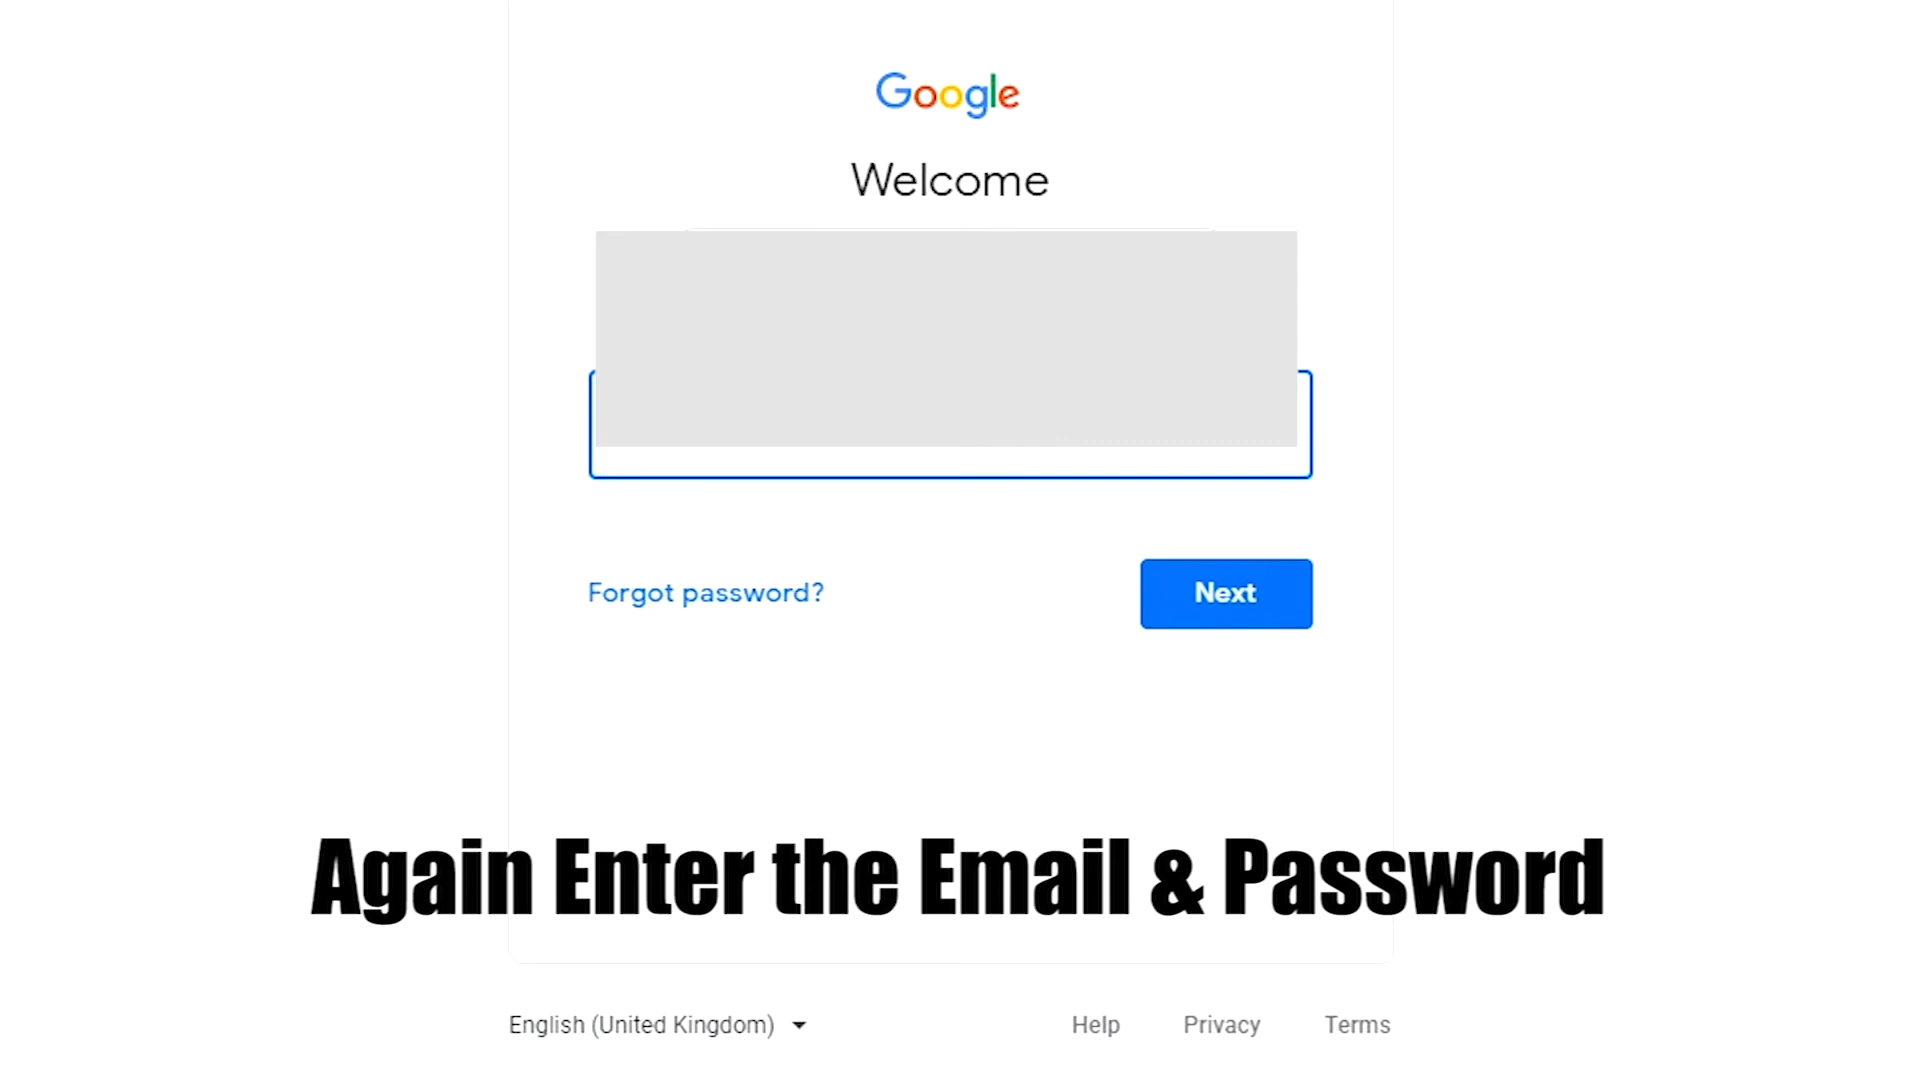 Google
Welcome
Forgot password?
Next
Again Enter the Email & Password
English (United Kingdom)
Help Privacy Terms